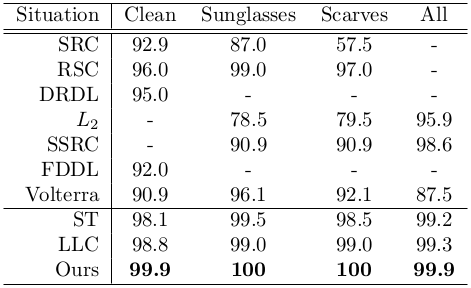 Situation Clean Sunglasses Scarves All
SRC 92.9 87.0 57.5 -
RSC 96.0 99.0 97.0 -
DRDL 95.0 - - -
L2 - 78.5 79.5 95.9
SSRC - 90.9 90.9 98.6
FDDL 92.0 - - -
Volterra 90.9 96.1 92.1 87.5
ST 98.1 99.5 98.5 99.2
LLC 98.8 99.0 99.0 99.3
Ours 99.9 100 100 99.9